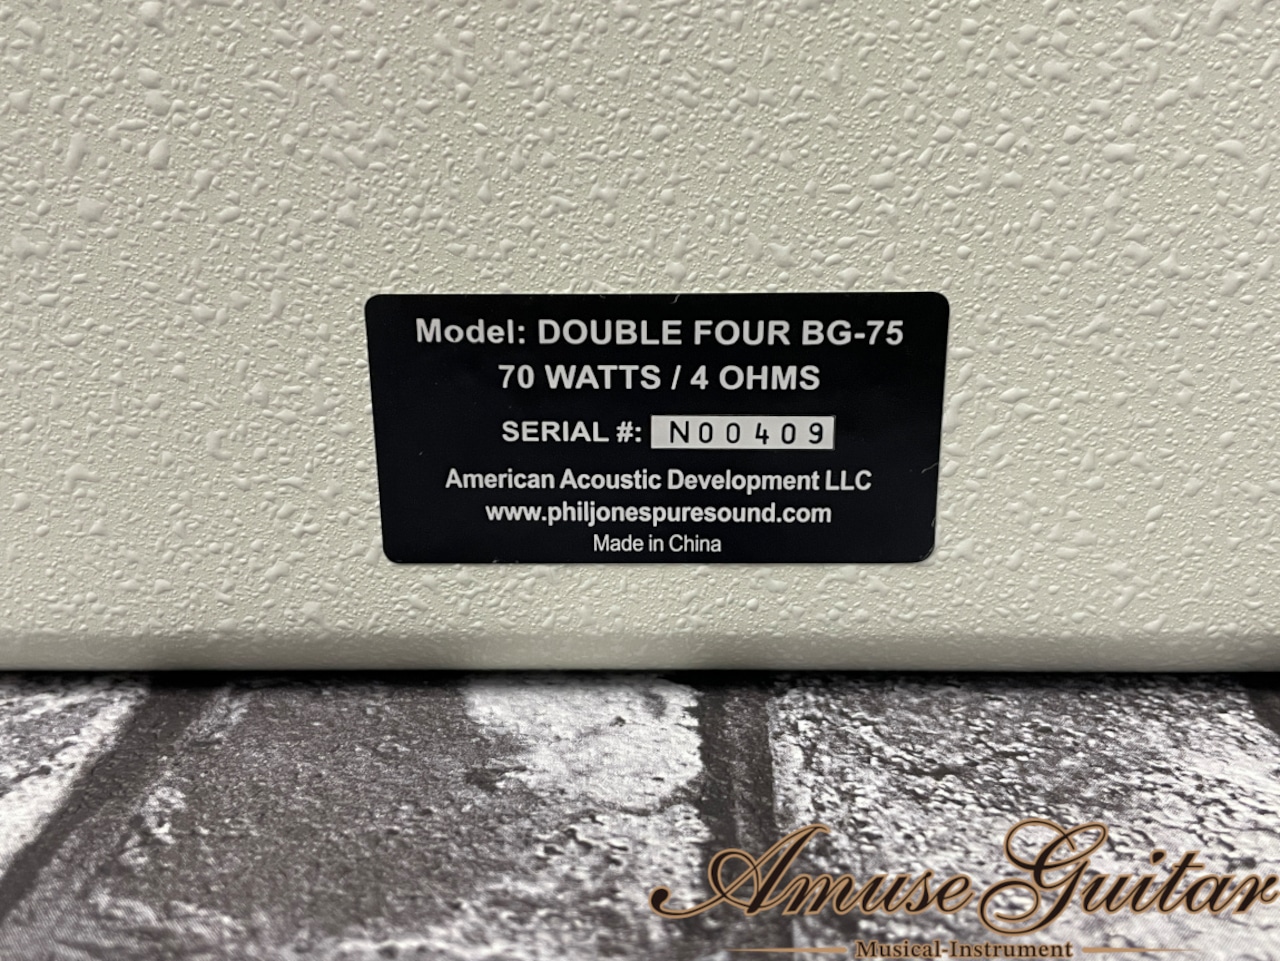 Model: DOUBLE FOUR BG-75
70 WATTS / 4 OHMS
SERIAL #: N00409
American Acoustic Development LLC
www.philjonespuresound.com
Made in China
Amuse Guitar
Musical-Instrument